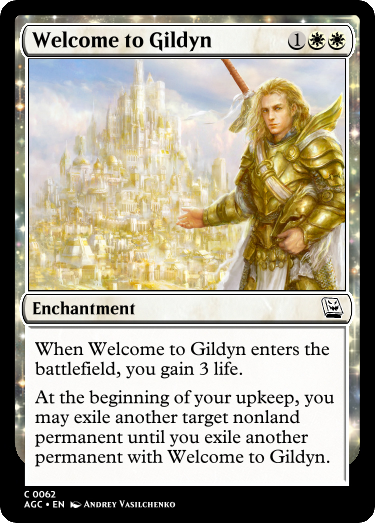 Welcome to Gildyn 1
Enchantment
When Welcome to Gildyn enters the
battlefield, you gain 3 life.
At the beginning of your upkeep, you
may exile another target nonland
permanent until you exile another
permanent with Welcome to Gildyn.
C 0062
AGC • EN Andrey Vasilchenko